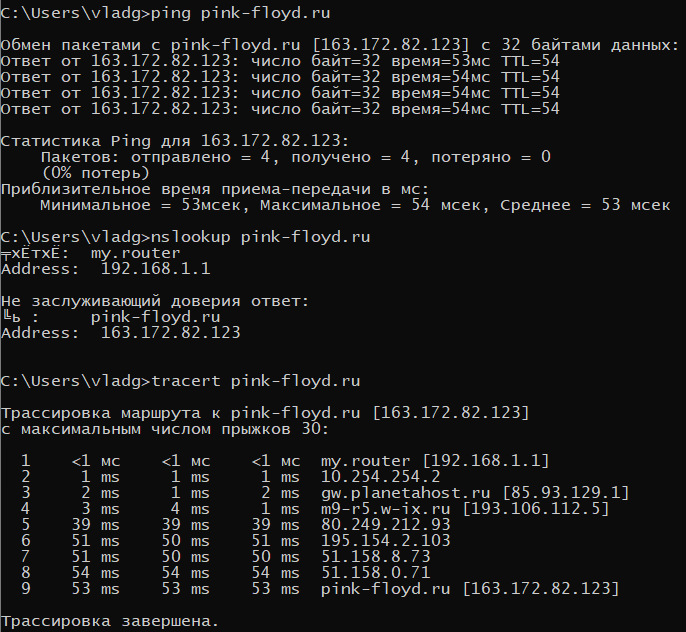 C:\Users\vladg>ping pink-floyd.ru
Обмен пакетами с pink-floyd.ru [163.172.82.123] с 32 байтами данных:
Ответ от 163.172.82.123: число байт=32 время=53мс TTL=54
Ответ от 163.172.82.123: число байт=32 время=54мс TTL=54
Ответ от 163.172.82.123: число байт=32 время=54мс TTL=54
Ответ от 163.172.82.123: число байт=32 время=54мс TTL=54
Статистика Ping для 163.172.82.123:
    Пакетов: отправлено = 4, получено = 4, потеряно = 0
    (0% потерь)
Приблизительное время приема-передачи в мс:
    Минимальное = 53мсек, Максимальное = 54 мсек, Среднее = 53 мсек
C:\Users\vladg>nslookup pink-floyd.ru
╤хЁтхЁ:  my.router
Address:  192.168.1.1
Не заслуживающий доверия ответ:
╚ь :     pink-floyd.ru
Address:  163.172.82.123
C:\Users\vladg>tracert pink-floyd.ru
Трассировка маршрута к pink-floyd.ru [163.172.82.123]
с максимальным числом прыжков 30:
  1    <1 мс    <1 мс    <1 мс  my.router [192.168.1.1]
  2     1 ms     1 ms     1 ms  10.254.254.2
  3     2 ms     1 ms     2 ms  gw.planetahost.ru [85.93.129.1]
  4     3 ms     4 ms     1 ms  m9-r5.w-ix.ru [193.106.112.5]
  5    39 ms    39 ms    39 ms  80.249.212.93
  6    51 ms    50 ms    51 ms  195.154.2.103
  7    51 ms    50 ms    50 ms  51.158.8.73
  8    54 ms    54 ms    54 ms  51.158.0.71
  9    53 ms    53 ms    53 ms  pink-floyd.ru [163.172.82.123]
Трассировка завершена.